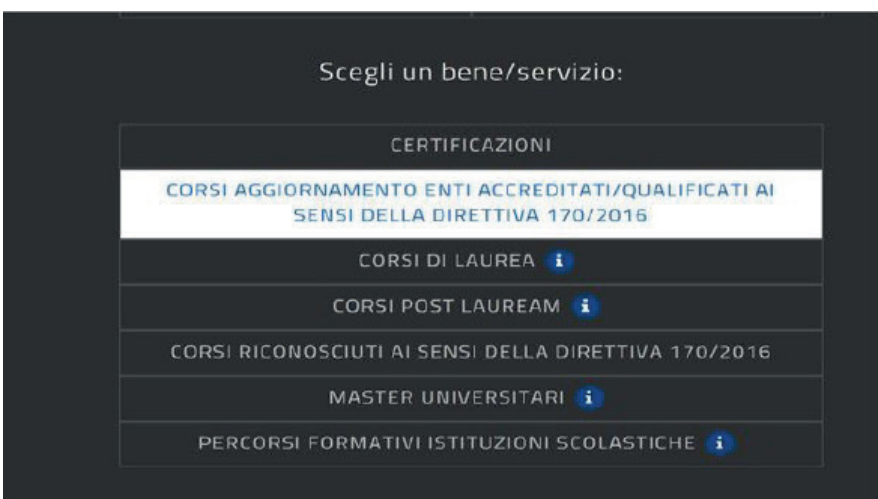 Scegli un bene/servizio:
CERTIFICAZIONI
CORSI AGGIORNAMENTO ENTI ACCREDITATI/QUALIFICATI AI
SENSI DELLA DIRETTIVA 170/2016
CORSI DI LAUREA i
CORSI POST LAUREAM i
CORSI RICONOSCIUTI AI SENSI DELLA DIRETTIVA 170/2016
MASTER UNIVERSITARI i
PERCORSI FORMATIVI ISTITUZIONI SCOLASTICHE i